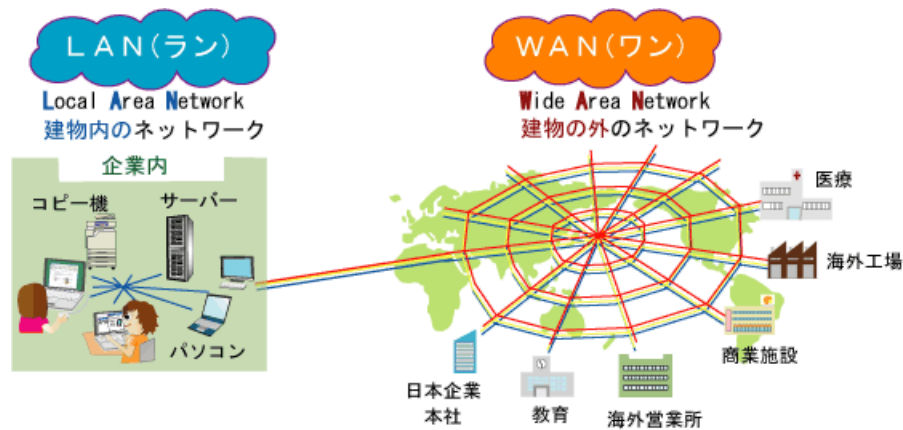 LAN(ラン)
Local Area Network
建物内のネットワーク
企業内
コピー機
サーバー
パソコン
WAN(ワン)
Wide Area Network
建物の外のネットワーク
医療
海外工場
商業施設
海外営業所
教育
日本企業
本社